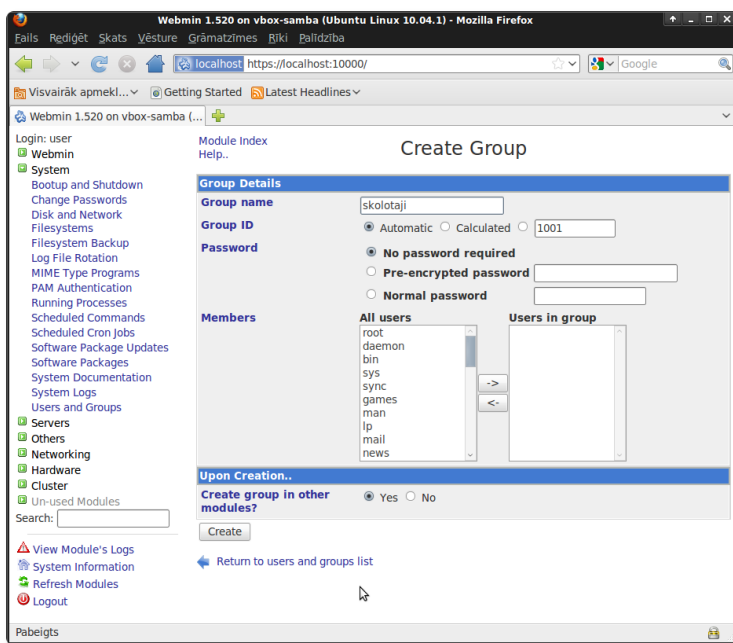 Webmin 1.520 on vbox-samba (Ubuntu Linux 10.04.1) - Mozilla Firefox
Fails Rediģēt Skats Vēsture Grāmatzīmes Rīki Palīdzība
localhost https://localhost:10000/ Google
Visvairāk apmekl... Getting Started Latest Headlines
Webmin 1.520 on vbox-samba (...
Login: user
Webmin
System
Bootup and Shutdown
Change Passwords
Disk and Network
Filesystems
Filesystem Backup
Log File Rotation
MIME Type Programs
PAM Authentication
Running Processes
Scheduled Commands
Scheduled Cron Jobs
Software Package Updates
Software Packages
System Documentation
System Logs
Users and Groups
Servers
Others
Networking
Hardware
Cluster
Un-used Modules
Search:
View Module's Logs
System Information
Refresh Modules
Logout
Module Index
Help..
Create Group
Group Details
Group name skolotaji
Group ID Automatic Calculated 1001
Password No password required
Pre-encrypted password
Normal password
Members All users Users in group
root
daemon
bin
sys
sync
games
man
lp
mail
news
->
<-
Upon Creation..
Create group in other modules? Yes No
Create
Return to users and groups list
Pabeigts